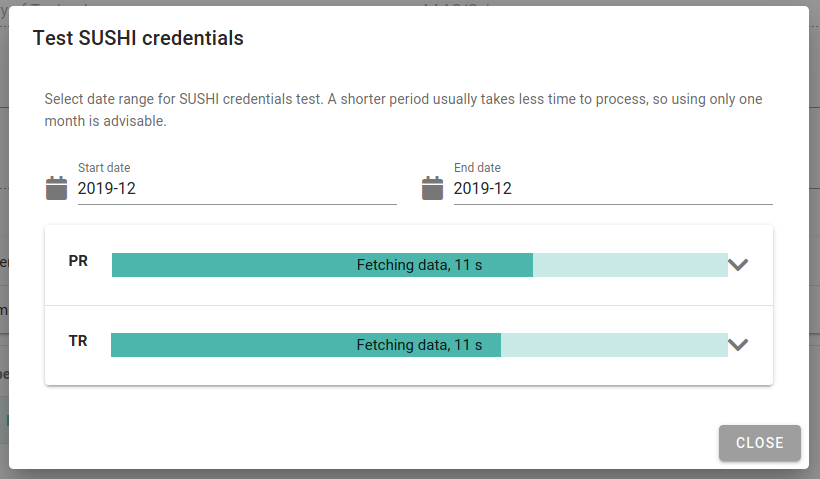 Test SUSHI credentials
Select date range for SUSHI credentials test. A shorter period usually takes less time to process, so using only one
month is advisable.
Start date
2019-12
End date
2019-12
PR
Fetching data, 11 s
TR
Fetching data, 11 s
CLOSE